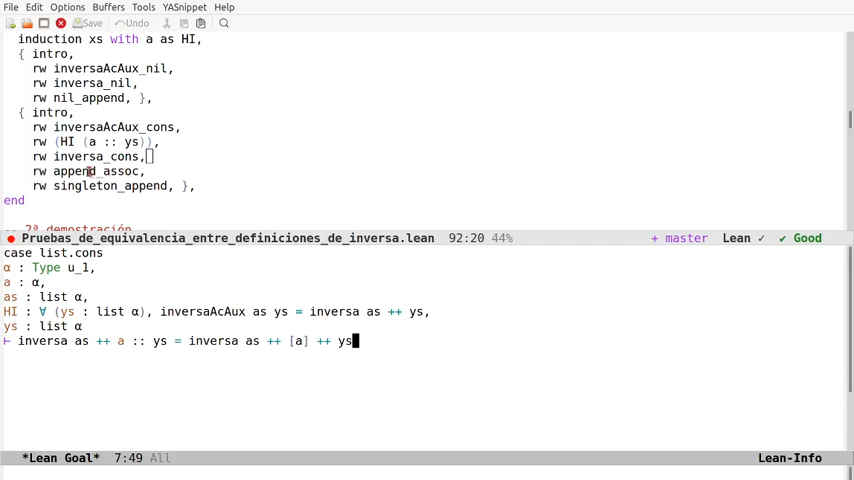 File Edit Options Buffers Tools YASnippet Help
Save Undo
induction xs with a as HI,
{ intro,
rw inversaAcAux_nil,
rw inversa_nil,
rw nil_append, },
{ intro,
rw inversaAcAux_cons,
rw (HI (a :: ys)),
rw inversa_cons,
rw append_assoc,
rw singleton_append, },
end
-- 2ª demostración
Pruebas_de_equivalencia_entre_definiciones_de_inversa.lean 92:20 44% + master Lean ✓ ✔ Good
case list.cons
α : Type u_1,
a : α,
as : list α,
HI : ∀ (ys : list α), inversaAcAux as ys = inversa as ++ ys,
ys : list α
⊢ inversa as ++ a :: ys = inversa as ++ [a] ++ ys
*Lean Goal* 7:49 All Lean-Info